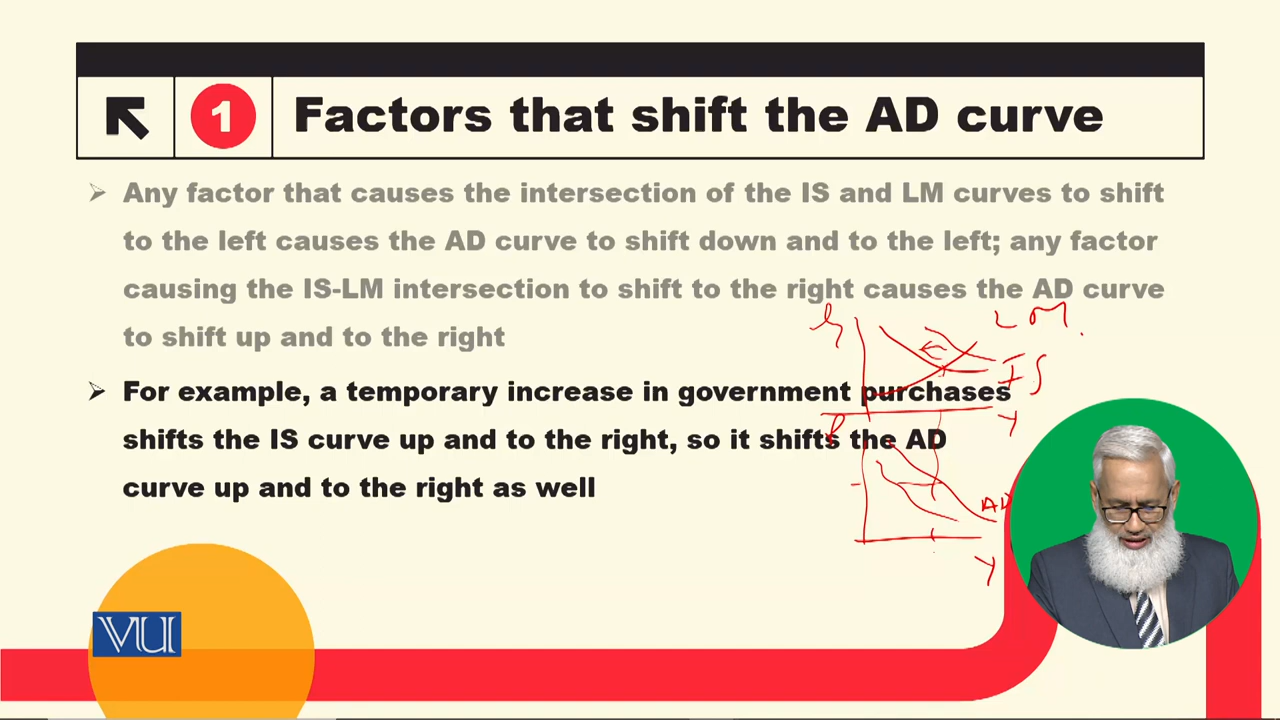 1 Factors that shift the AD curve
➢ Any factor that causes the intersection of the IS and LM curves to shift
to the left causes the AD curve to shift down and to the left; any factor
causing the IS-LM intersection to shift to the right causes the AD curve
to shift up and to the right
LM.
IS
➢ For example, a temporary increase in government purchases
Y
P
shifts the IS curve up and to the right, so it shifts the AD
curve up and to the right as well
AD
Y
VU